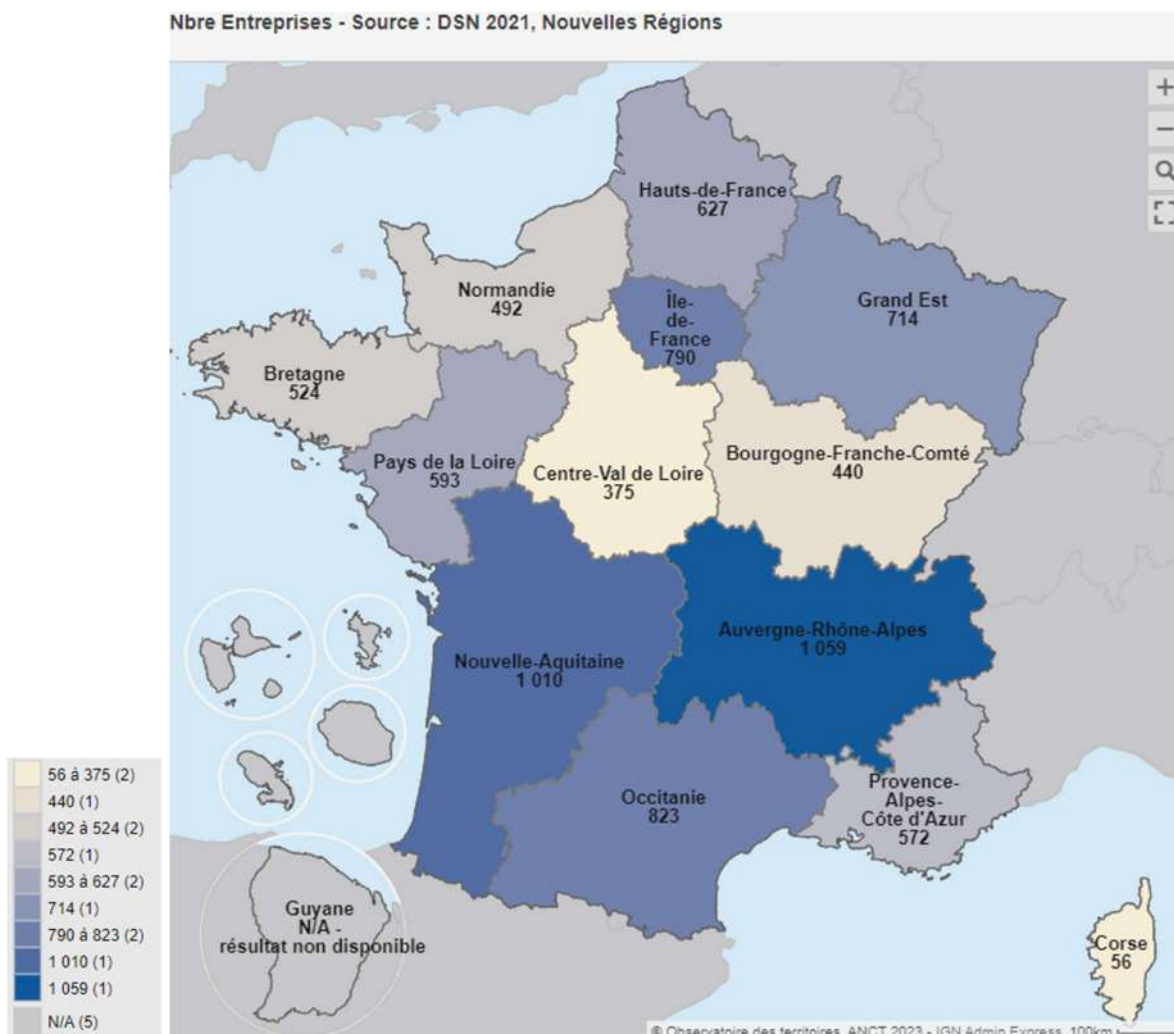 Nbre Entreprises - Source : DSN 2021, Nouvelles Régions
+
−
Hauts-de-France
627
Normandie
492
Île-
de-
France
790
Grand Est
714
Bretagne
524
Pays de la Loire
593
Centre-Val de Loire
375
Bourgogne-Franche-Comté
440
Auvergne-Rhône-Alpes
1 059
Nouvelle-Aquitaine
1 010
Occitanie
823
Provence-
Alpes-
Côte d'Azur
572
Guyane
N/A -
résultat non disponible
Corse
56
56 à 375 (2)
440 (1)
492 à 524 (2)
572 (1)
593 à 627 (2)
714 (1)
790 à 823 (2)
1 010 (1)
1 059 (1)
N/A (5)
© Observatoire des territoires, ANCT 2023 - IGN Admin Express, 100km